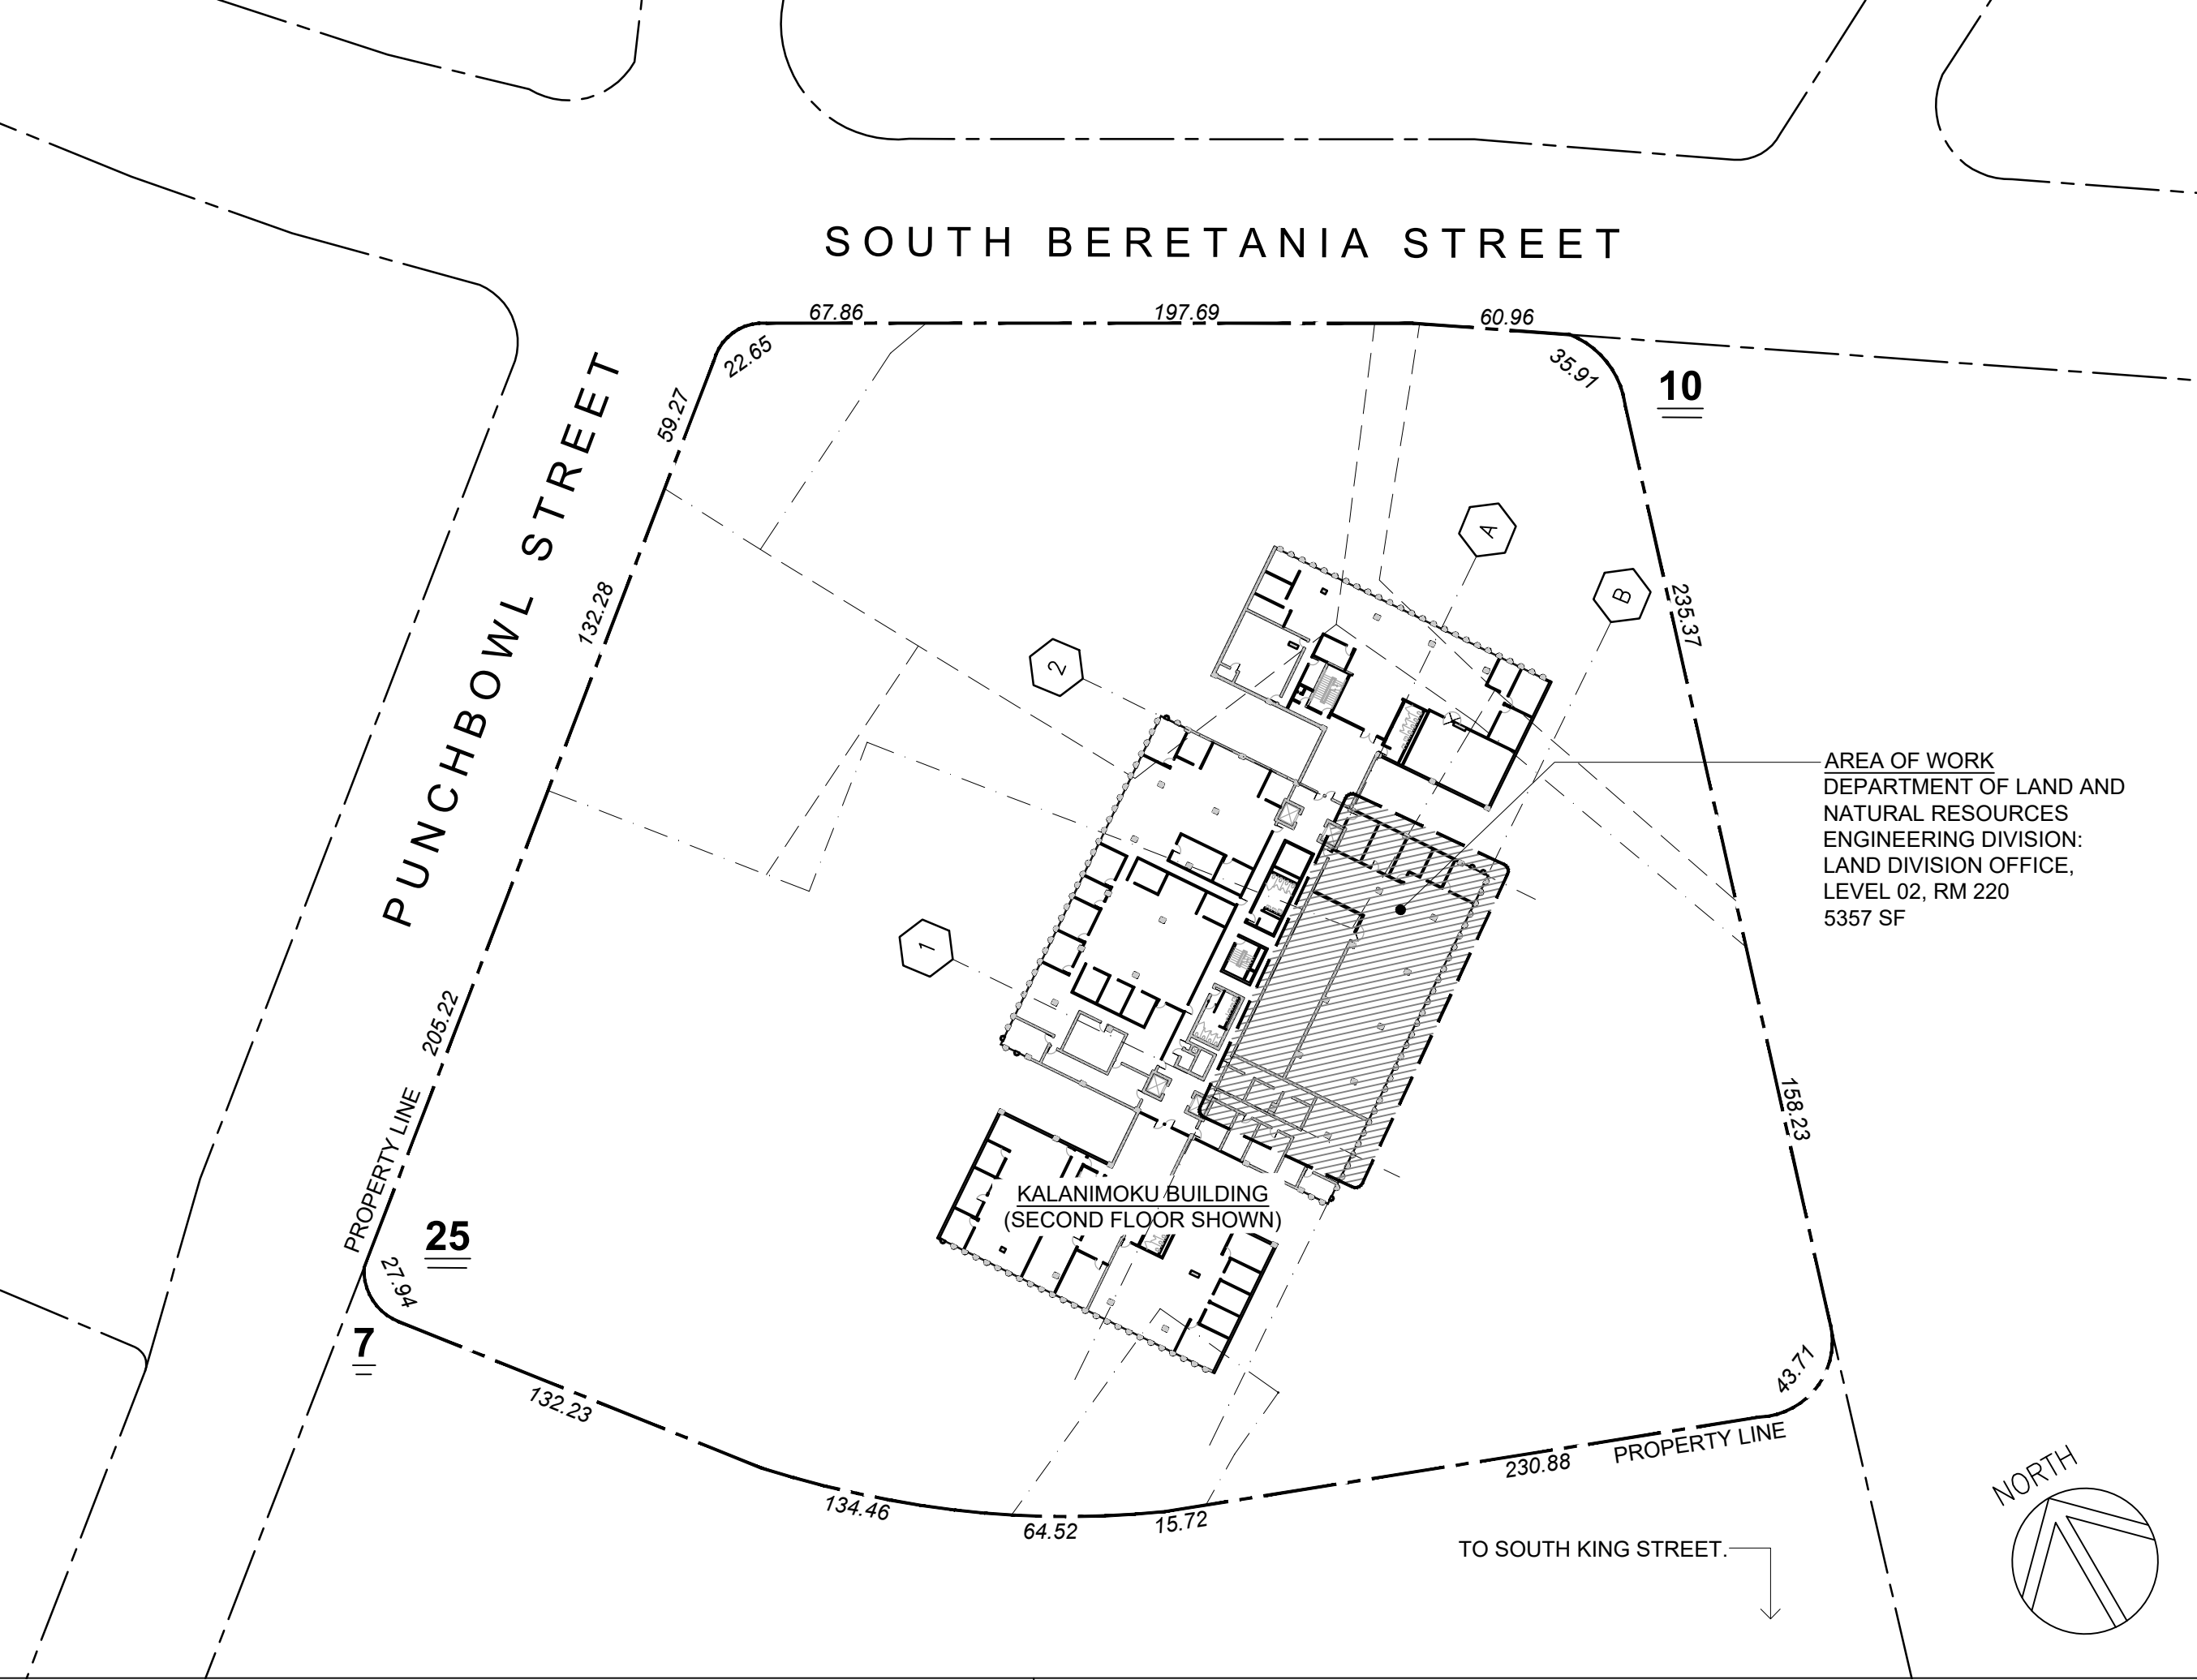 SOUTH BERETANIA STREET
67.86
197.69
60.96
22.65
35.91
10
59.27
PUNCHBOWL STREET
A
B
132.28
235.37
2
AREA OF WORK
DEPARTMENT OF LAND AND
NATURAL RESOURCES
ENGINEERING DIVISION:
LAND DIVISION OFFICE,
LEVEL 02, RM 220
5357 SF
1
205.22
158.23
PROPERTY LINE
KALANIMOKU BUILDING
(SECOND FLOOR SHOWN)
25
27.94
7
43.71
132.23
PROPERTY LINE
230.88
134.46
64.52
15.72
NORTH
TO SOUTH KING STREET.